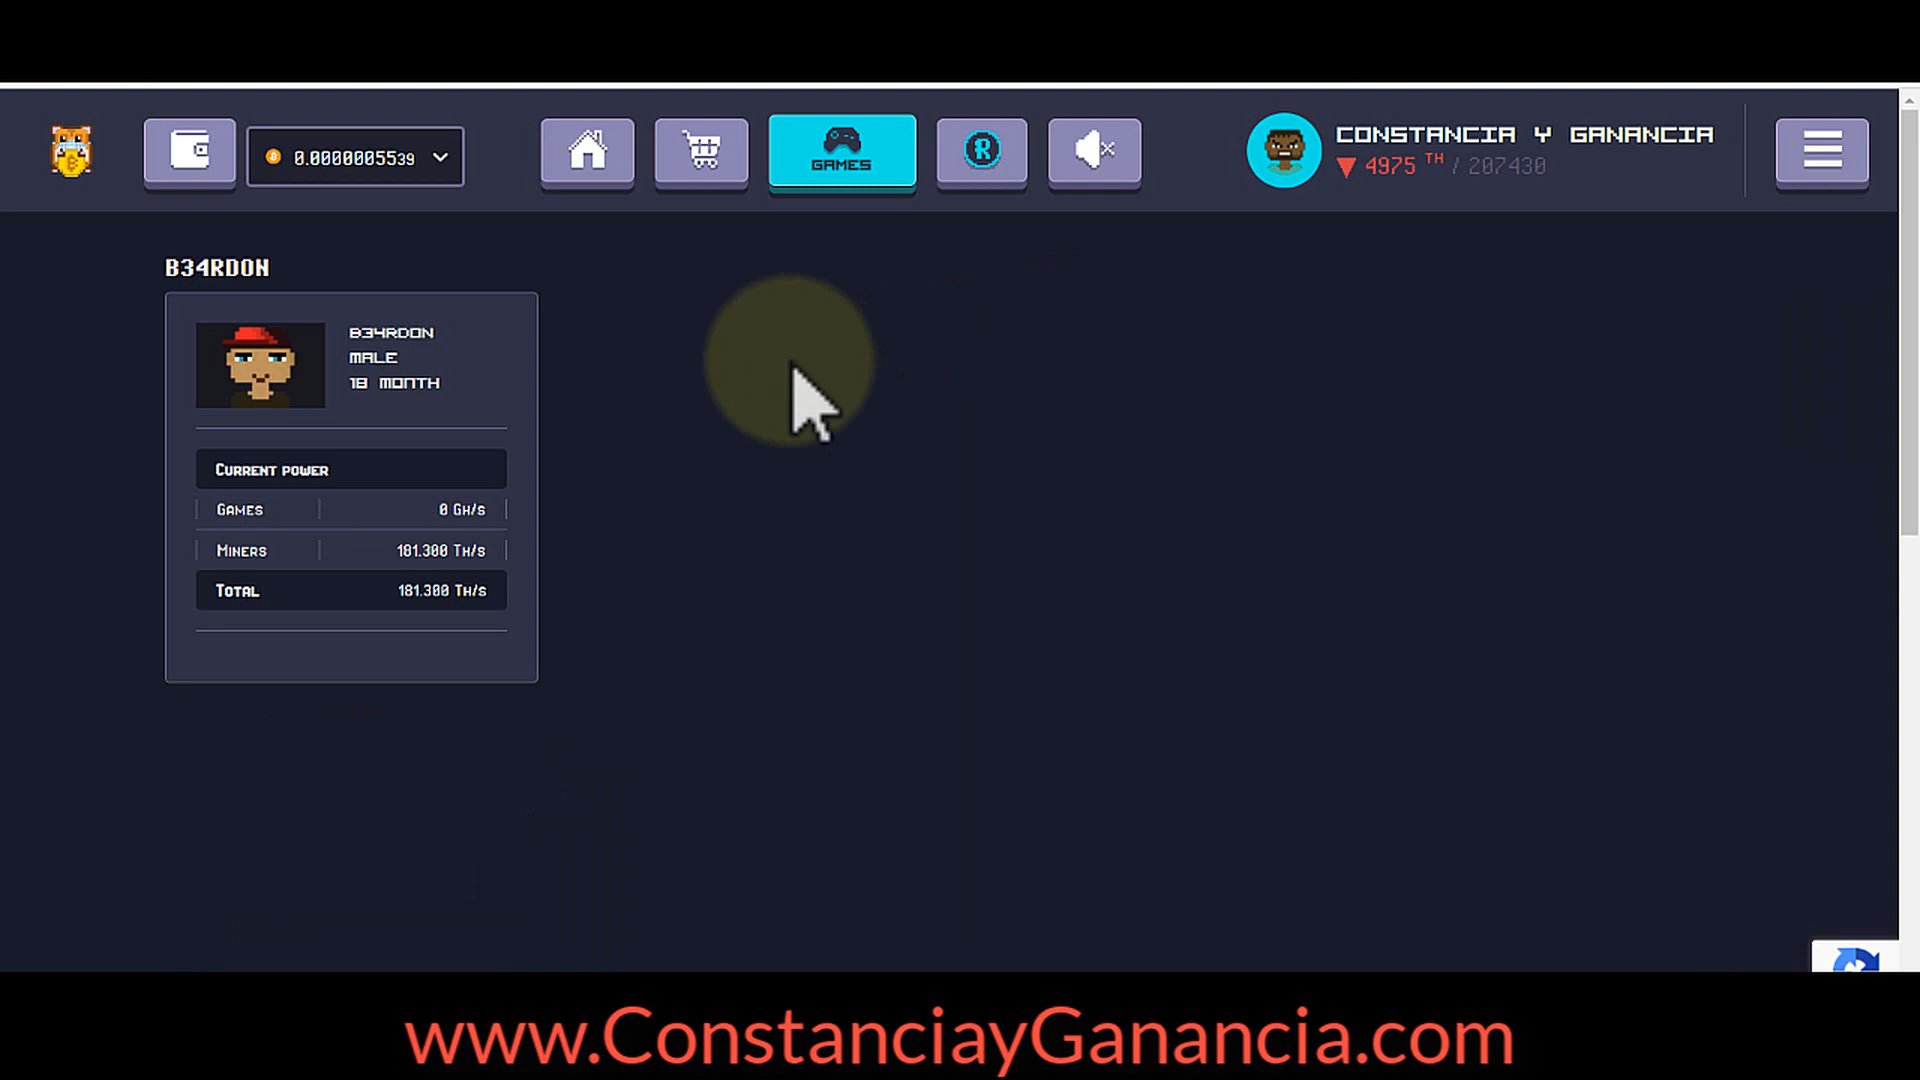 0.0000005539
GAMES
CONSTANCIA Y GANANCIA
4975 TH / 207430
B34RDON
B34RDON
MALE
18 MONTH
CURRENT POWER
GAMES 0 GH/S
MINERS 181.300 TH/S
TOTAL 181.300 TH/S
www.ConstanciayGanancia.com